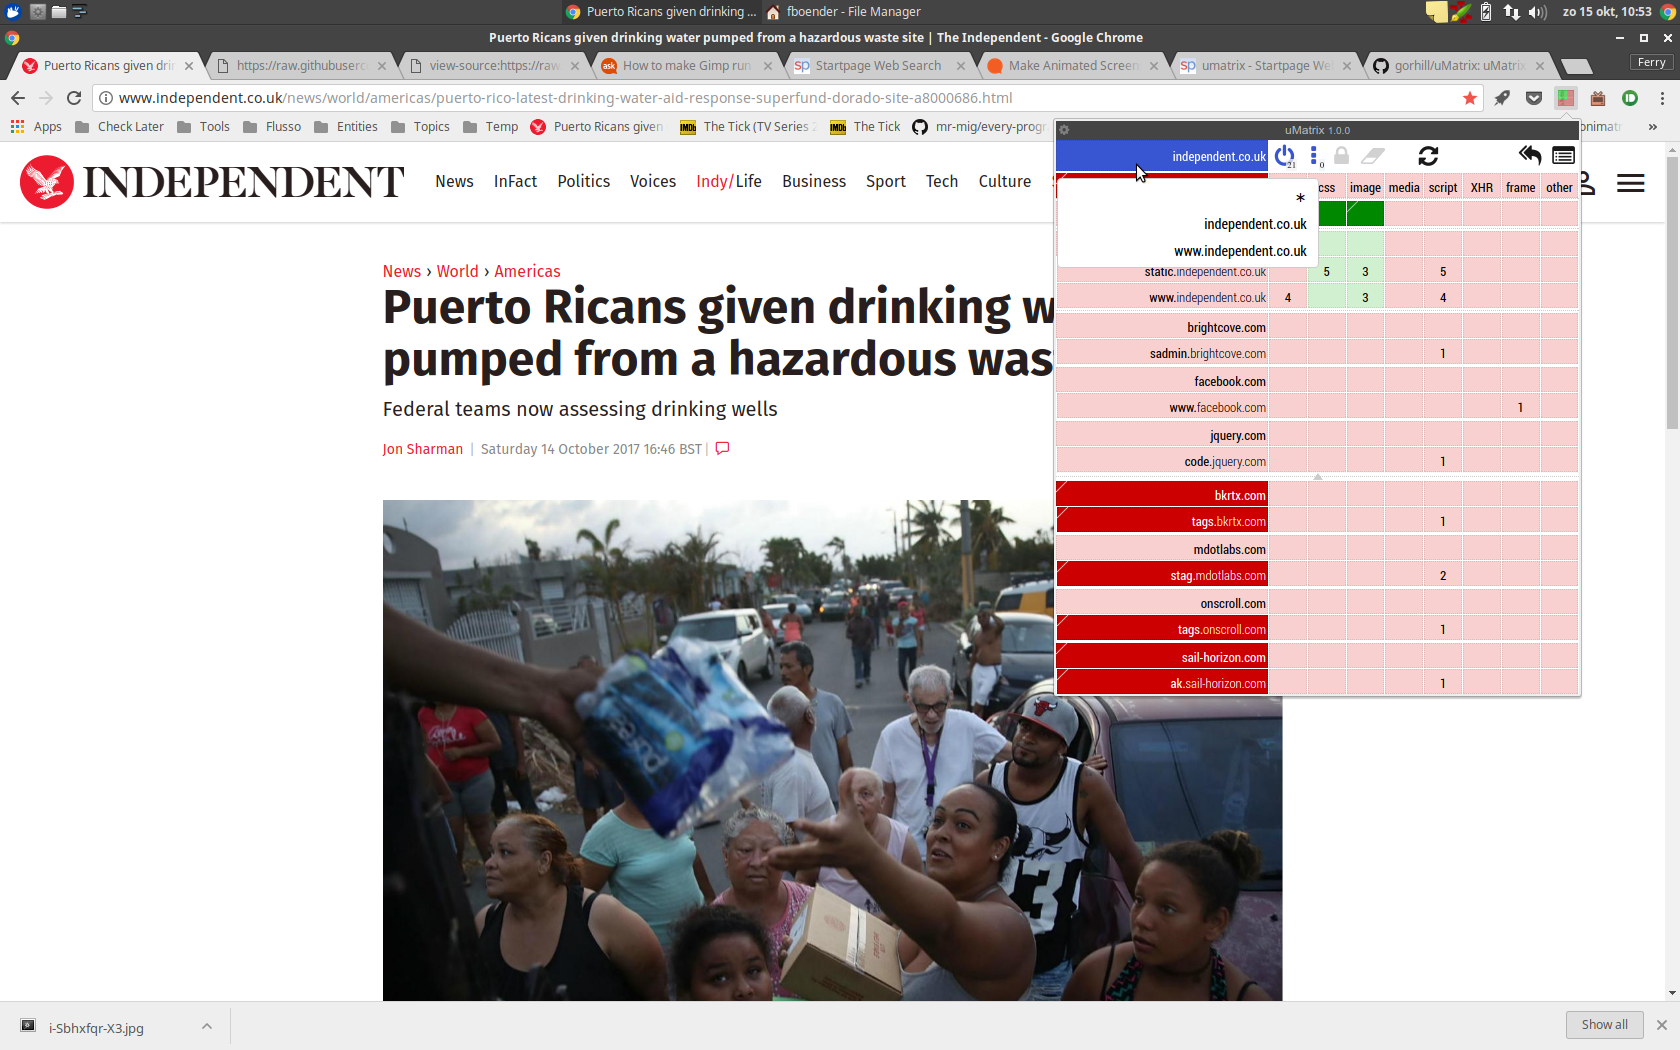 Puerto Ricans given drinking ...
fboender - File Manager
zo 15 okt, 10:53
Puerto Ricans given drinking water pumped from a hazardous waste site | The Independent - Google Chrome
Puerto Ricans given drin
https://raw.githubuserc
view-source:https://raw
ask
How to make Gimp run
sp
Startpage Web Search
Make Animated Screen
sp
umatrix - Startpage We
gorhill/uMatrix: uMatrix
Ferry
www.independent.co.uk/news/world/americas/puerto-rico-latest-drinking-water-aid-response-superfund-dorado-site-a8000686.html
Apps
Check Later
Tools
Flusso
Entities
Topics
Temp
Puerto Ricans given
IMDb
The Tick (TV Series
IMDb
The Tick
mr-mig/every-progr
»
uMatrix 1.0.0
independent.co.uk
21
0
css image media script XHR frame other
*
independent.co.uk
www.independent.co.uk
static.independent.co.uk 5 3 5
www.independent.co.uk 4 3 4
brightcove.com
sadmin.brightcove.com 1
facebook.com
www.facebook.com 1
jquery.com
code.jquery.com 1
bkrtx.com
tags.bkrtx.com 1
mdotlabs.com
stag.mdotlabs.com 2
onscroll.com
tags.onscroll.com 1
sail-horizon.com
ak.sail-horizon.com 1
INDEPENDENT
News InFact Politics Voices Indy/Life Business Sport Tech Culture
News › World › Americas
Puerto Ricans given drinking w
pumped from a hazardous was
Federal teams now assessing drinking wells
Jon Sharman | Saturday 14 October 2017 16:46 BST |
i-Sbhxfqr-X3.jpg
Show all